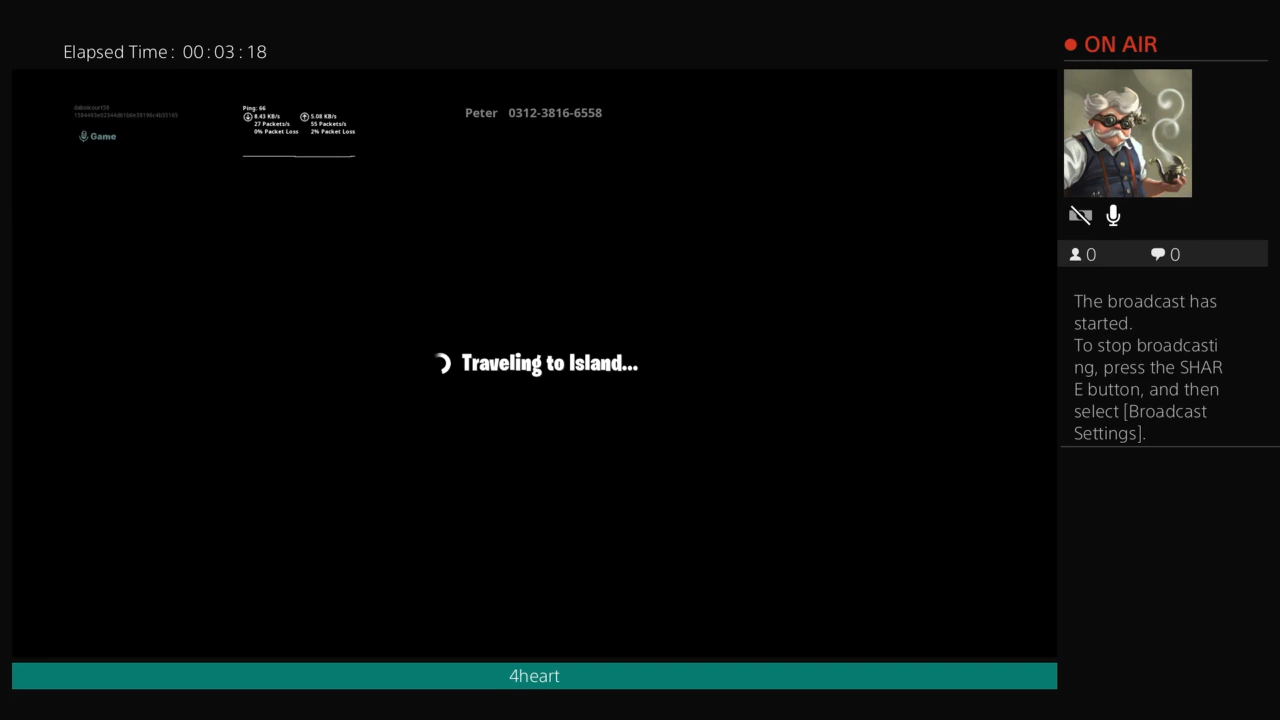 Elapsed Time: 00:03:18
ON AIR
Ping: 66
8.43 KB/s 5.08 KB/s
27 Packets/s 55 Packets/s
0% Packet Loss 2% Packet Loss
Peter 0312-3816-6558
Game
0 0
The broadcast has
started.
To stop broadcasti
ng, press the SHAR
E button, and then
select [Broadcast
Settings].
Traveling to Island...
4heart